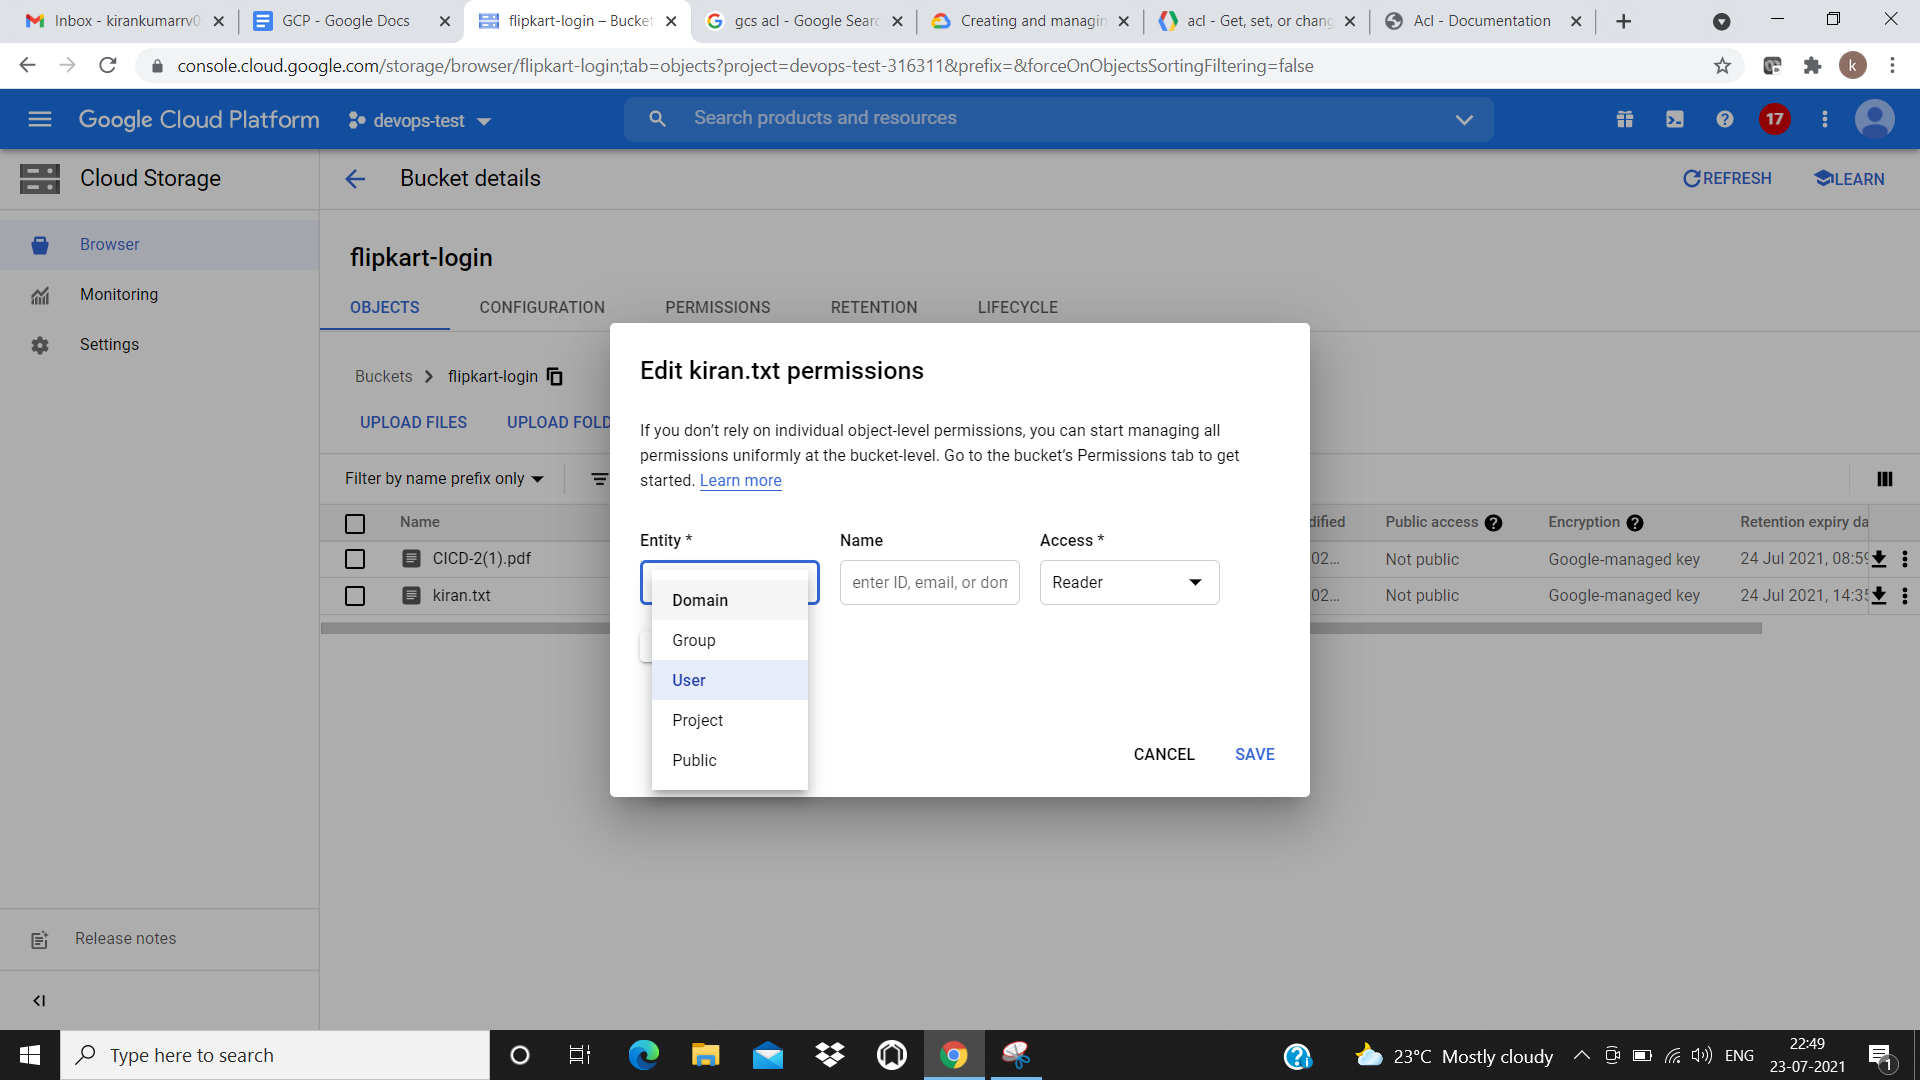 Inbox - kirankumarrv0
GCP - Google Docs
flipkart-login – Bucket
gcs acl - Google Searc
Creating and managin
acl - Get, set, or chang
Acl - Documentation
console.cloud.google.com/storage/browser/flipkart-login;tab=objects?project=devops-test-316311&prefix=&forceOnObjectsSortingFiltering=false
k
Google Cloud Platform
devops-test
Search products and resources
17
Cloud Storage
Bucket details
REFRESH
LEARN
Browser
Monitoring
Settings
flipkart-login
OBJECTS
CONFIGURATION
PERMISSIONS
RETENTION
LIFECYCLE
Buckets
flipkart-login
UPLOAD FILES
UPLOAD FOLD
Filter by name prefix only
Name
dified
Public access
Encryption
Retention expiry da
CICD-2(1).pdf
02...
Not public
Google-managed key
24 Jul 2021, 08:59
kiran.txt
02...
Not public
Google-managed key
24 Jul 2021, 14:35
Edit kiran.txt permissions
If you don’t rely on individual object-level permissions, you can start managing all
permissions uniformly at the bucket-level. Go to the bucket’s Permissions tab to get
started. Learn more
Entity *
Name
Access *
enter ID, email, or dom
Reader
Domain
Group
User
Project
Public
CANCEL
SAVE
Release notes
Type here to search
23°C Mostly cloudy
ENG
22:49
23-07-2021
1